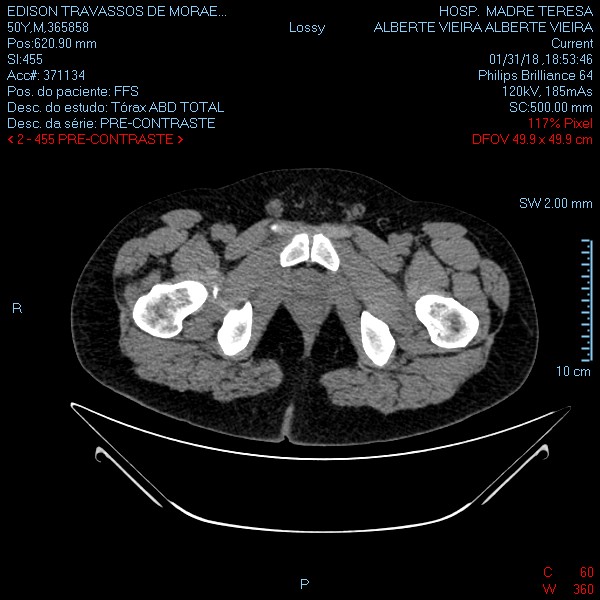 EDISON TRAVASSOS DE MORAE...
50Y,M,365858
Pos:620.90 mm
SI:455
Acc#: 371134
Pos. do paciente: FFS
Desc. do estudo: Tórax ABD TOTAL
Desc. da série: PRE-CONTRASTE
< 2 - 455 PRE-CONTRASTE >
Lossy
HOSP. MADRE TERESA
ALBERTE VIEIRA ALBERTE VIEIRA
Current
01/31/18 ,18:53:46
Philips Brilliance 64
120kV, 185mAs
SC:500.00 mm
117% Pixel
DFOV 49.9 x 49.9 cm
SW 2.00 mm
R
10 cm
P
C 60
W 360